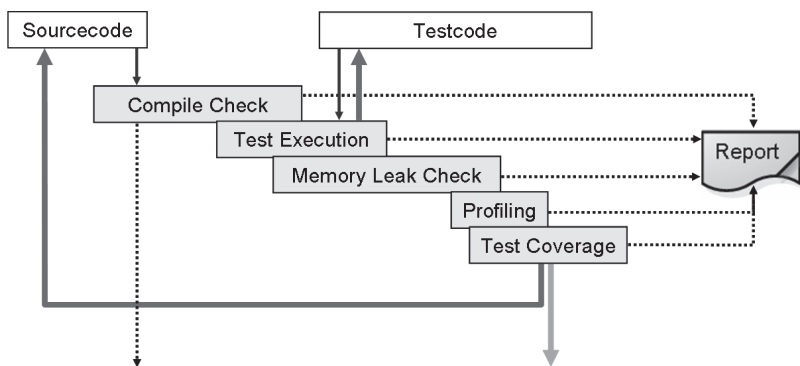 Sourcecode
Testcode
Compile Check
Test Execution
Report
Memory Leak Check
Profiling
Test Coverage